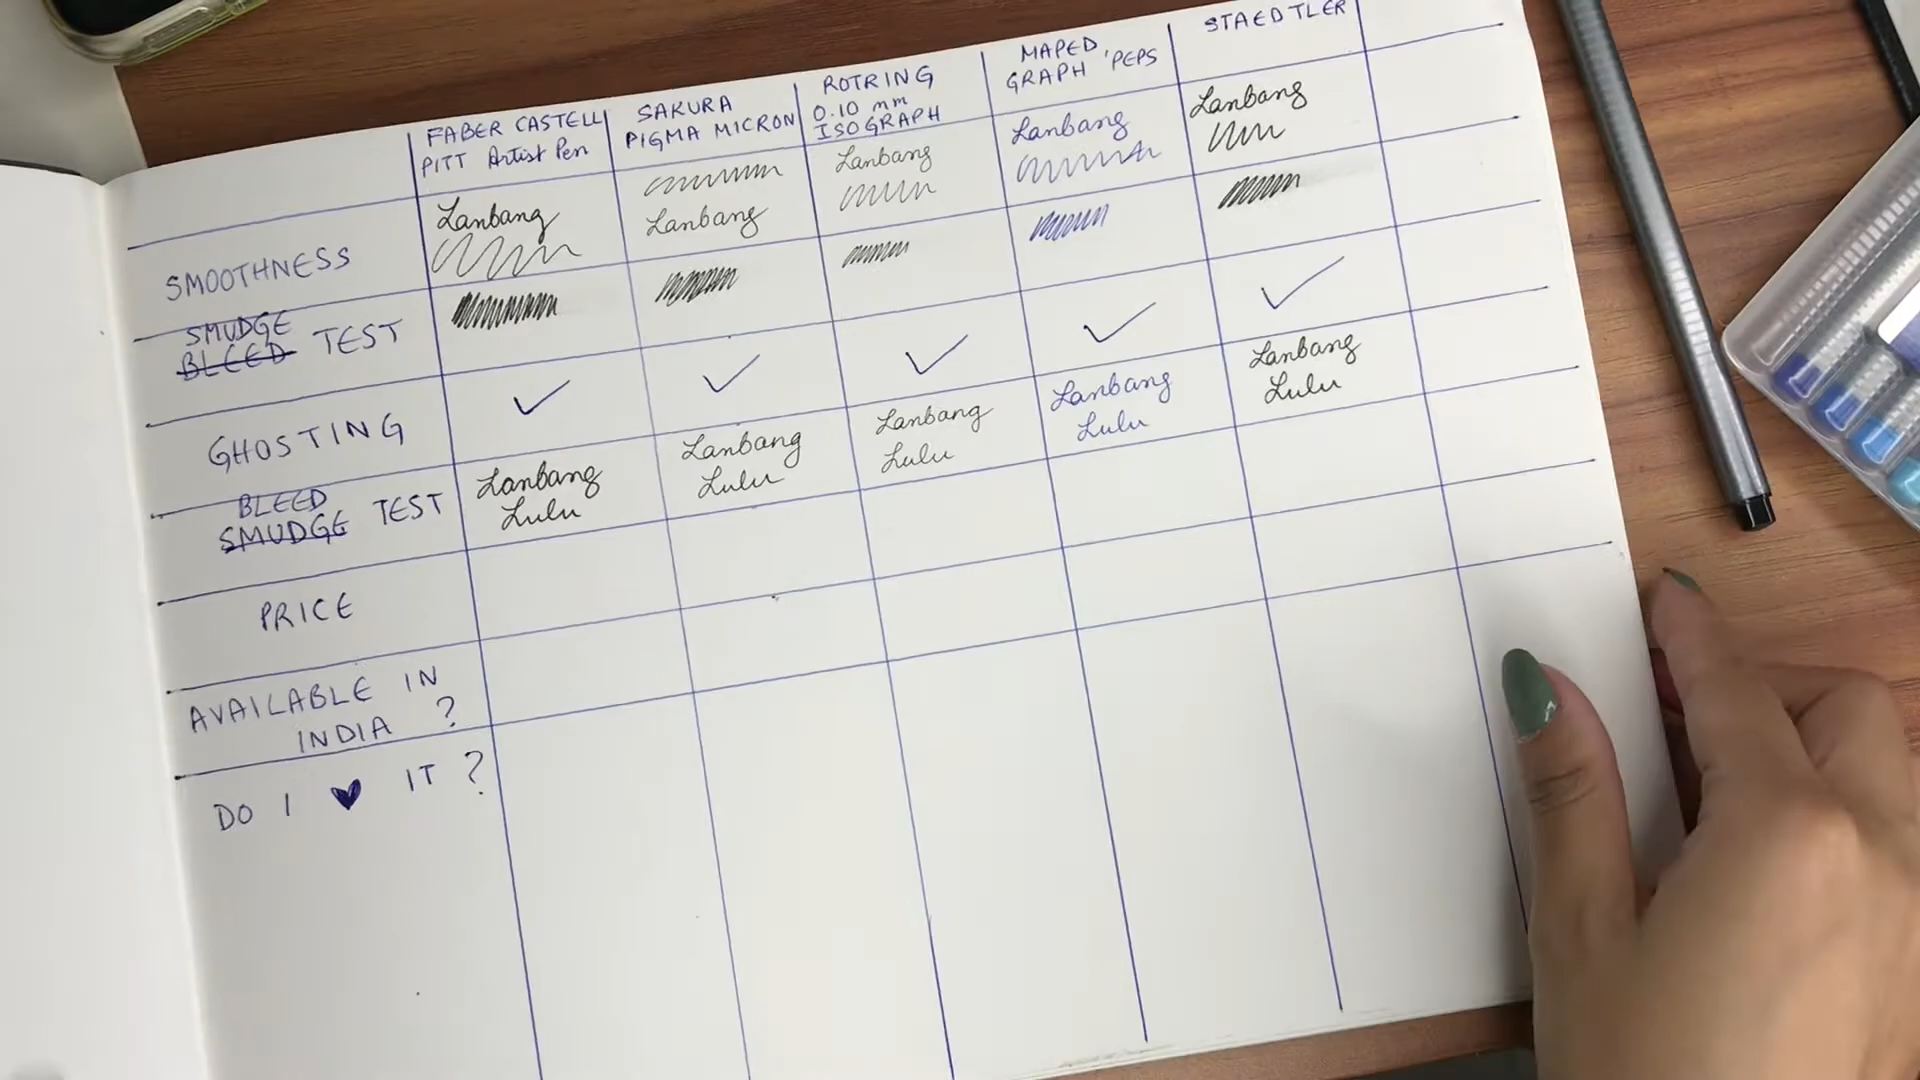 FABER CASTELL
PITT Artist Pen
SAKURA
PIGMA MICRON
ROTRING
0.10 mm
ISOGRAPH
MAPED
GRAPH 'PEPS
STAEDTLER
SMOOTHNESS
Lanbang
Lanbang
Lanbang
Lanbang
Lanbang
SMUDGE
BLEED TEST
GHOSTING
BLEED
SMUDGE TEST
Lanbang
Lulu
Lanbang
Lulu
Lanbang
Lulu
Lanbang
Lulu
Lanbang
Lulu
PRICE
AVAILABLE IN
INDIA ?
DO I ♥ IT ?